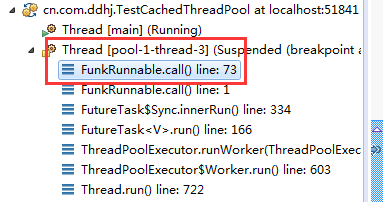 cn.com.ddhj.TestCachedThreadPool at localhost:51841
Thread [main] (Running)
Thread [pool-1-thread-3] (Suspended (breakpoint a
FunkRunnable.call() line: 73
FunkRunnable.call() line: 1
FutureTask$Sync.innerRun() line: 334
FutureTask<V>.run() line: 166
ThreadPoolExecutor.runWorker(ThreadPoolExec
ThreadPoolExecutor$Worker.run() line: 603
Thread.run() line: 722